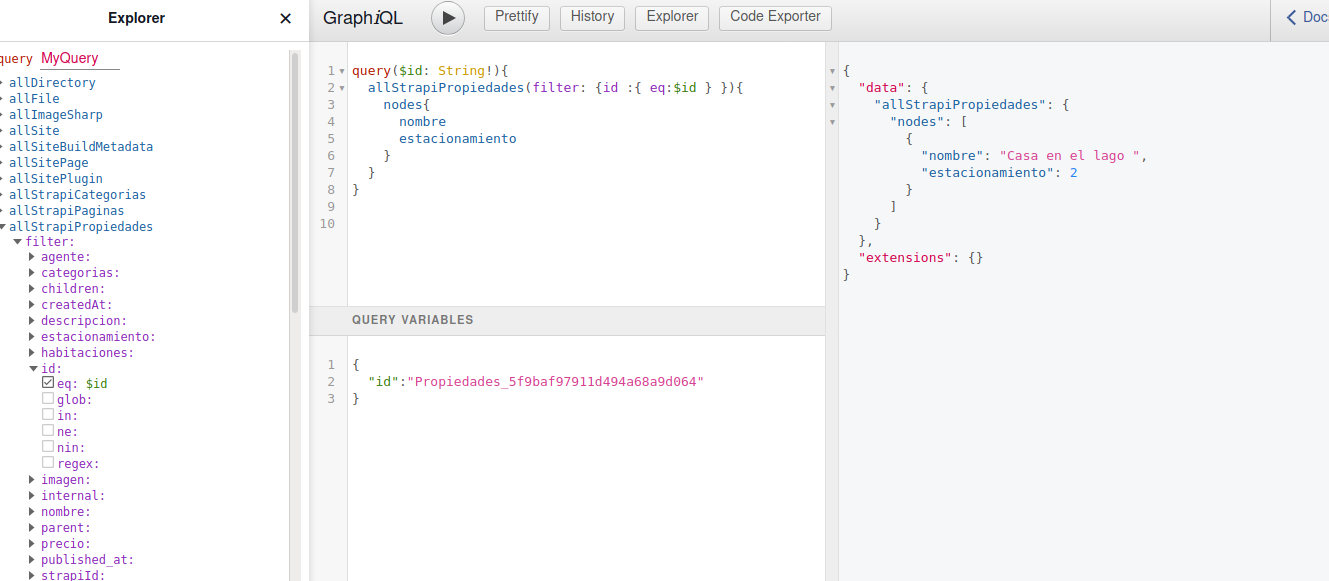 Explorer ✕
query MyQuery
allDirectory
allFile
allImageSharp
allSite
allSiteBuildMetadata
allSitePage
allSitePlugin
allStrapiCategorias
allStrapiPaginas
allStrapiPropiedades
filter:
agente:
categorias:
children:
createdAt:
descripcion:
estacionamiento:
habitaciones:
id:
eq: $id
glob:
in:
ne:
nin:
regex:
imagen:
internal:
nombre:
parent:
precio:
published_at:
strapiId:
GraphiQL Prettify History Explorer Code Exporter Docs
1 query($id: String!){
2 allStrapiPropiedades(filter: {id :{ eq:$id } }){
3 nodes{
4 nombre
5 estacionamiento
6 }
7 }
8 }
9
10
QUERY VARIABLES
1 {
2 "id":"Propiedades_5f9baf97911d494a68a9d064"
3 }
{
"data": {
"allStrapiPropiedades": {
"nodes": [
{
"nombre": "Casa en el lago ",
"estacionamiento": 2
}
]
}
},
"extensions": {}
}